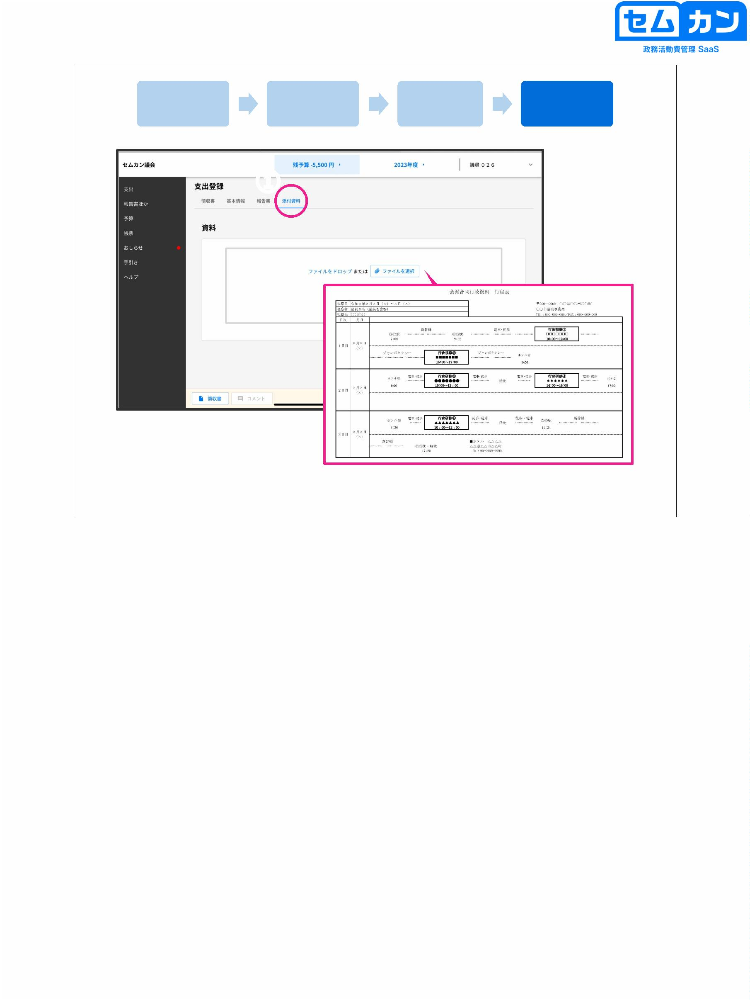 セムカン
政務活動費管理 SaaS
セムカン議会
残予算 -5,500 円
2023年度
議員 026
支出
報告書ほか
予算
帳票
おしらせ
手引き
ヘルプ
①
支出登録
領収書 基本情報 報告書 添付資料
資料
ファイルをドロップ または ファイルを選択
領収書 コメント
会派合同行政視察 行程表
視察日 令和×年×月×日（×）～×日（×）
視察者 議員6名（議長を含む）
視察先 〇〇〇〇
〒000-0000 〇〇県〇〇市〇〇町
〇〇市議会事務局
TEL：000-000-000／FAX：000-000-000
日次 月日
1日目 ×月×日（×）
◎◎駅 新幹線 ◎◎駅 電車・徒歩 行政視察① □□□□□□□
7:00 9:32 10:00～12:00
ジャンボタクシー 行政視察② ■■■■■■■ ジャンボタクシー ホテル着
15:00～17:00 19:00
2日目 ×月×日（×）
ホテル発 電車・徒歩 行政研修③ ●●●●●●● 電車・徒歩 昼食 電車・徒歩 行政研修④ ＊＊＊＊＊＊ 電車・徒歩 ホテル着
9:00 10:00～12：00 14:00～16:00 17:00
3日目 ×月×日（×）
ホテル発 電車・徒歩 行政研修⑤ ▲▲▲▲▲▲▲ 徒歩・電車 昼食 徒歩・電車 ◎◎駅 新幹線
8:30 10：00～12：00 14:24
新幹線 ◎◎駅・解散
17:20
■ホテル △△△△
△△県△△市△△町
℡：99-9999-9999